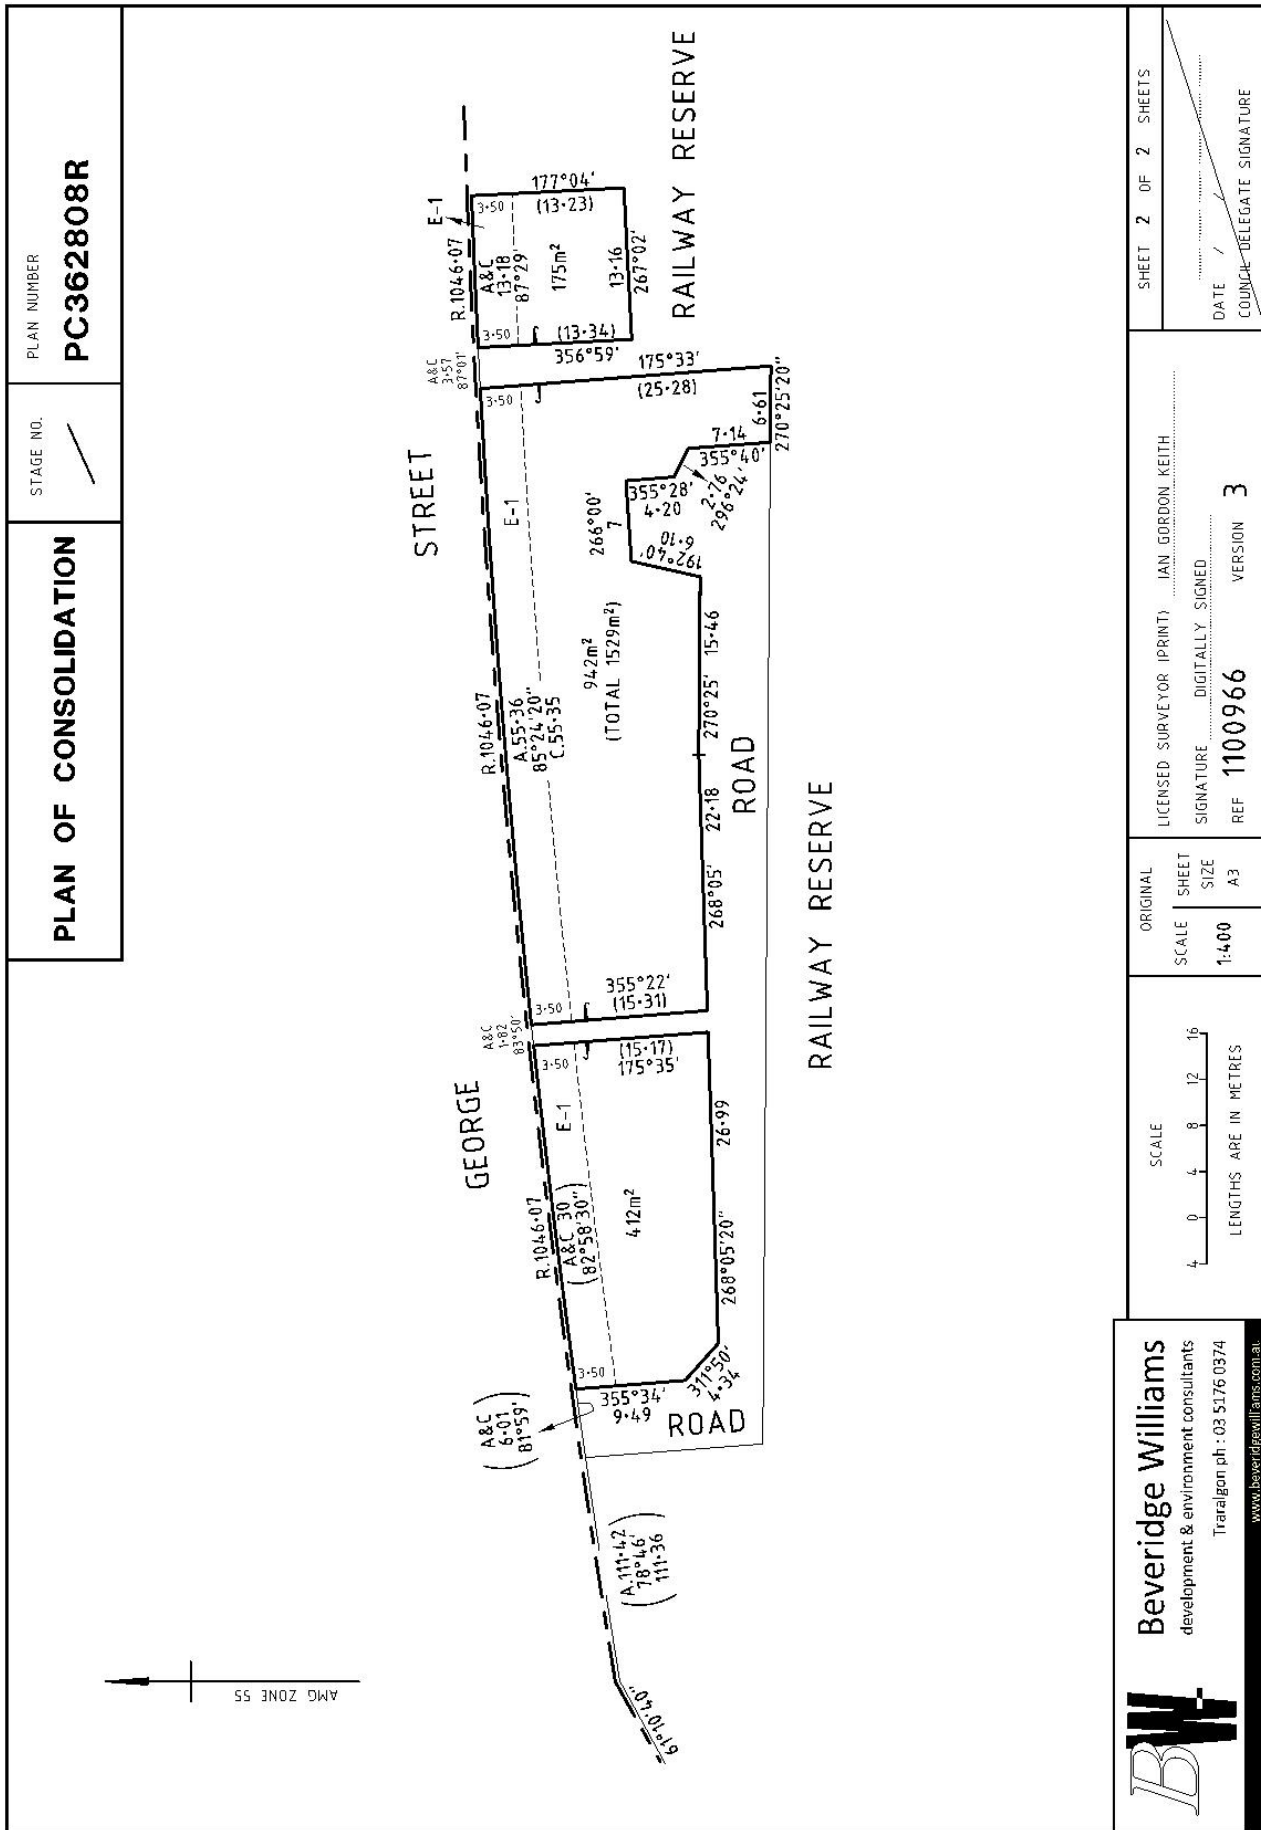 PLAN OF CONSOLIDATION
STAGE NO.
/
PLAN NUMBER
PC362808R
AMG ZONE 55
GEORGE
STREET
61°10'40"
(A.111·42
78°46'
111·36)
(A&C
6·01
81°59')
ROAD
355°34'
9·49
311°50'
4·34
3·50
R.1046·07
(A&C 30
82°58'30")
E-1
412m²
268°05'20"
26·99
3·50
(15·17)
175°35'
A&C
1·82
83°50'
3·50
355°22'
(15·31)
R.1046·07
A.55·36
85°24'20"
C.55·35
E-1
942m²
(TOTAL 1529m²)
268°05'
22·18
270°25'
15·46
ROAD
192°40'
6·10
266°00'
7
355°28'
4·20
2·76
296°24'
7·14
355°40'
6·61
270°25'20"
3·50
175°33'
(25·28)
A&C
3·57
87°01'
3·50
356°59'
(13·34)
R.1046·07
A&C
13·18
87°29'
E-1
175m²
3·50
177°04'
(13·23)
13·16
267°02'
RAILWAY RESERVE
RAILWAY RESERVE
BW
Beveridge Williams
development & environment consultants
Traralgon ph : 03 5176 0374
www.beveridgewilliams.com.au
SCALE
4 0 4 8 12 16
LENGTHS ARE IN METRES
ORIGINAL
SCALE
1:400
SHEET
SIZE
A3
LICENSED SURVEYOR (PRINT) IAN GORDON KEITH
SIGNATURE DIGITALLY SIGNED
REF 1100966 VERSION 3
SHEET 2 OF 2 SHEETS
DATE / /
COUNCIL DELEGATE SIGNATURE